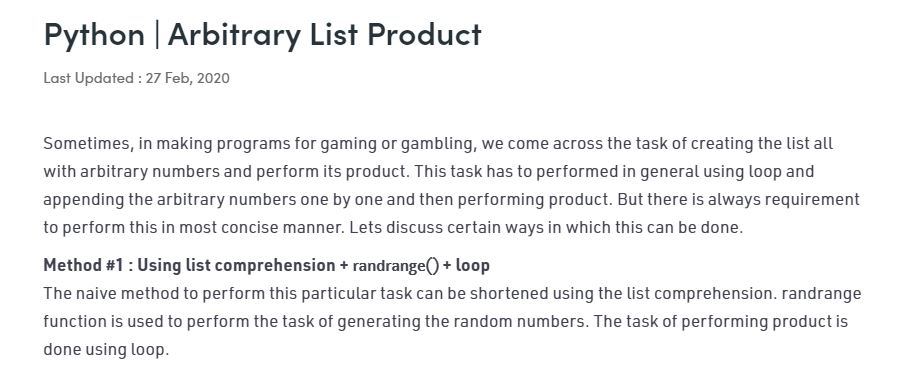 Python | Arbitrary List Product
Last Updated : 27 Feb, 2020
Sometimes, in making programs for gaming or gambling, we come across the task of creating the list all
with arbitrary numbers and perform its product. This task has to performed in general using loop and
appending the arbitrary numbers one by one and then performing product. But there is always requirement
to perform this in most concise manner. Lets discuss certain ways in which this can be done.
Method #1 : Using list comprehension + randrange() + loop
The naive method to perform this particular task can be shortened using the list comprehension. randrange
function is used to perform the task of generating the random numbers. The task of performing product is
done using loop.